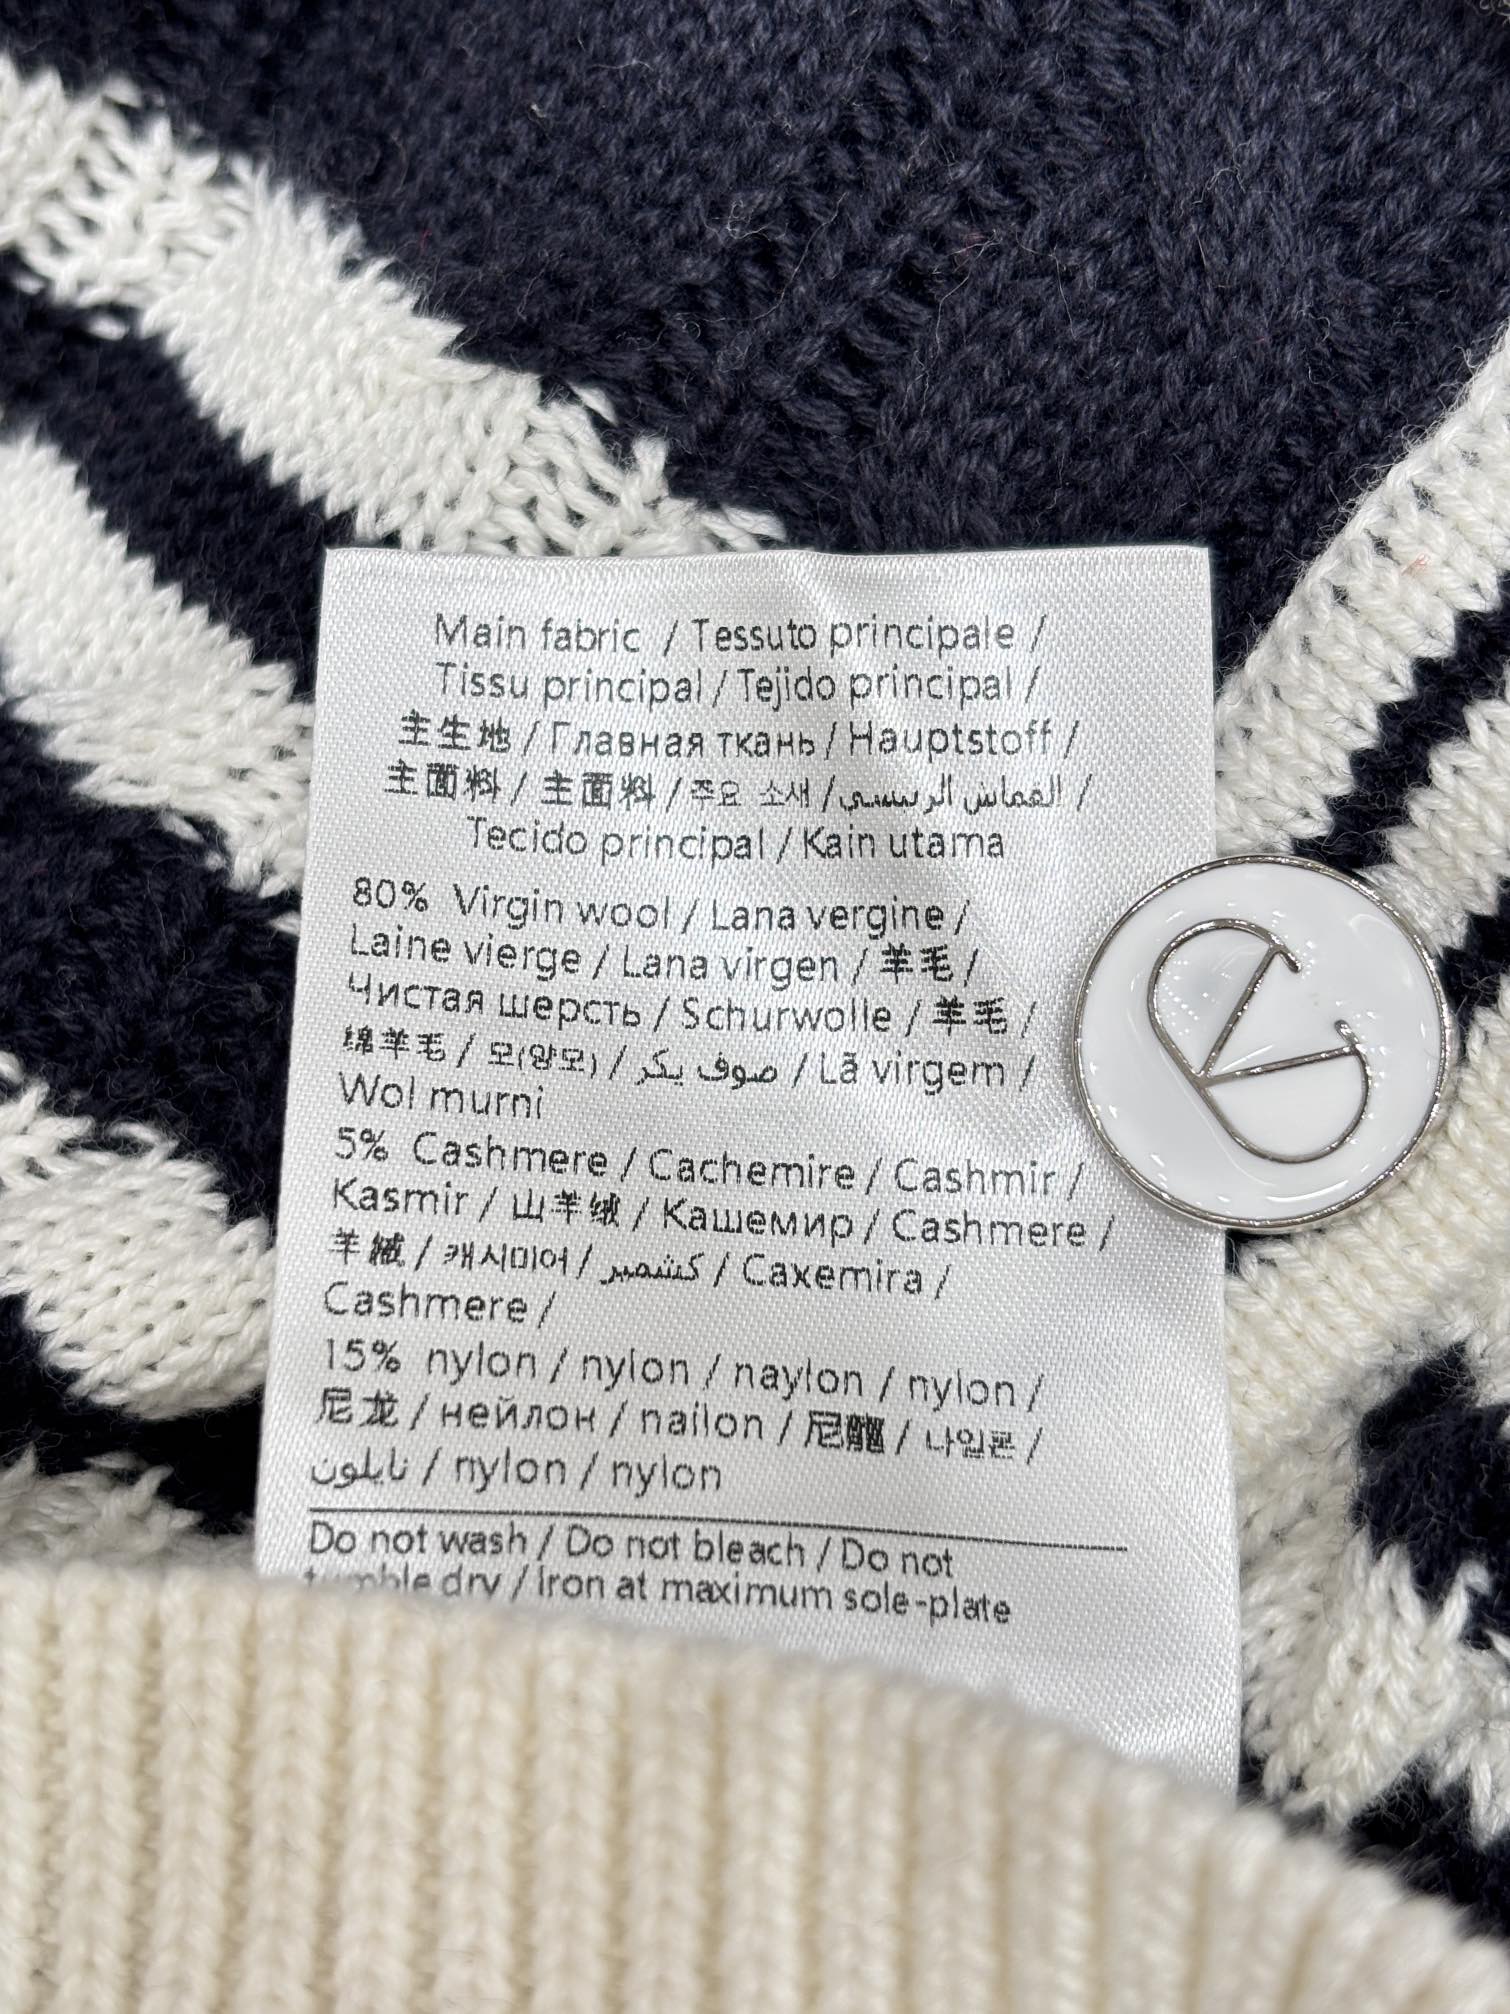 Main fabric / Tessuto principale /
Tissu principal / Tejido principal /
主生地 / Главная ткань / Hauptstoff /
主面料 / 主面料 / 주요 소새 / القماش الرئيسي /
Tecido principal / Kain utama
80% Virgin wool / Lana vergine /
Laine vierge / Lana virgen / 羊毛 /
Чистая шерсть / Schurwolle / 羊毛 /
绵羊毛 / 모(양모) / صوف بكر / Lã virgem /
Wol murni
5% Cashmere / Cachemire / Cashmir /
Kasmir / 山羊绒 / Кашемир / Cashmere /
羊絨 / 캐시미어 / كشمير / Caxemira /
Cashmere /
15% nylon / nylon / naylon / nylon /
尼龙 / нейлон / nailon / 尼龍 / 나일론 /
نايلون / nylon / nylon
Do not wash / Do not bleach / Do not
tumble dry / Iron at maximum sole-plate